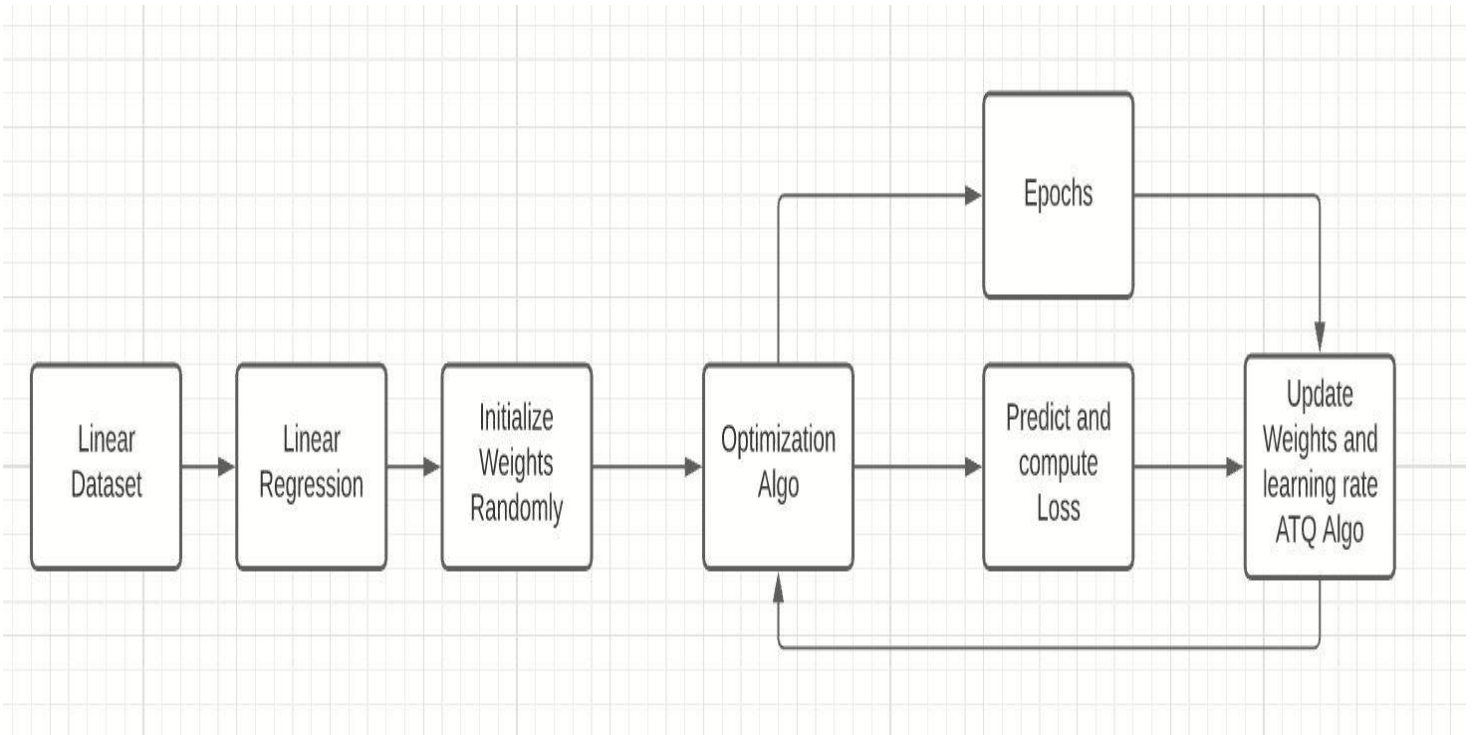 Epochs
Linear
Dataset
Linear
Regression
Initialize
Weights
Randomly
Optimization
Algo
Predict and
compute
Loss
Update
Weights and
learning rate
ATQ Algo